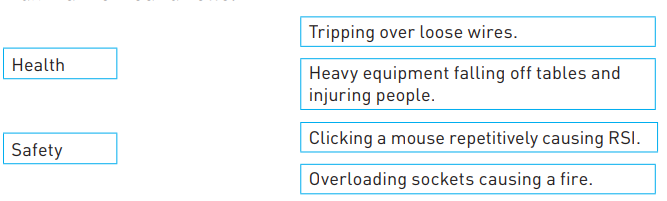 Health
Safety
Tripping over loose wires.
Heavy equipment falling off tables and
injuring people.
Clicking a mouse repetitively causing RSI.
Overloading sockets causing a fire.